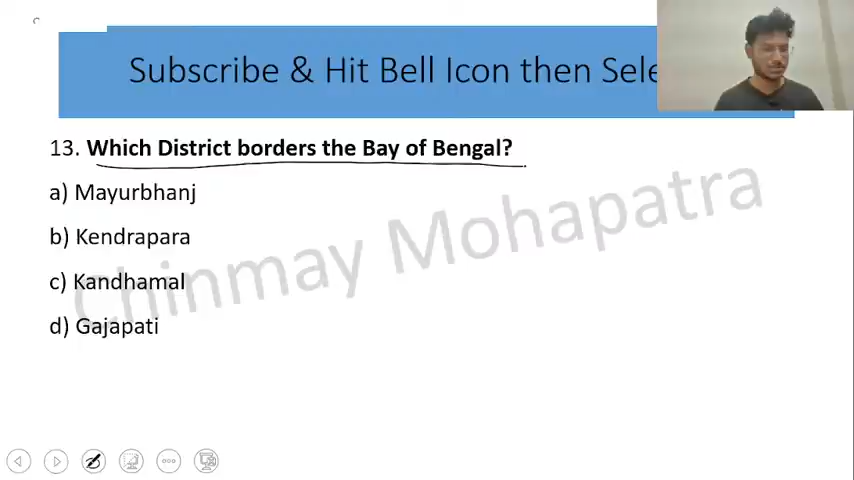 Subscribe & Hit Bell Icon then Sele
13. Which District borders the Bay of Bengal?
a) Mayurbhanj
b) Kendrapara
c) Kandhamal
d) Gajapati
Chinmay Mohapatra